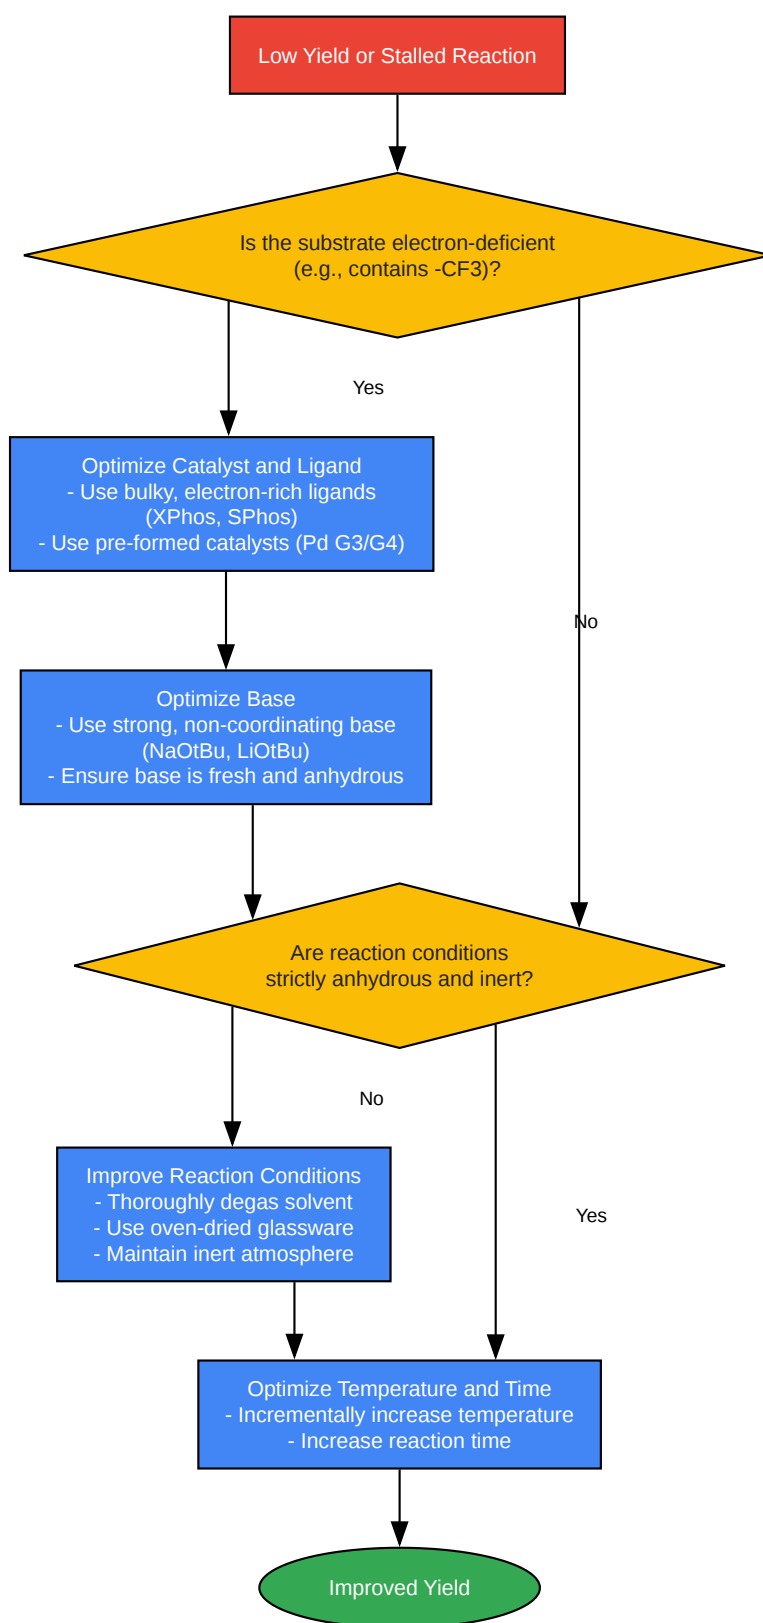 Low Yield or Stalled Reaction
Is the substrate electron-deficient
(e.g., contains -CF3)?
Yes
Optimize Catalyst and Ligand
- Use bulky, electron-rich ligands
(XPhos, SPhos)
- Use pre-formed catalysts (Pd G3/G4)
No
Optimize Base
- Use strong, non-coordinating base
(NaOtBu, LiOtBu)
- Ensure base is fresh and anhydrous
Are reaction conditions
strictly anhydrous and inert?
No
Improve Reaction Conditions
- Thoroughly degas solvent
- Use oven-dried glassware
- Maintain inert atmosphere
Yes
Optimize Temperature and Time
- Incrementally increase temperature
- Increase reaction time
Improved Yield